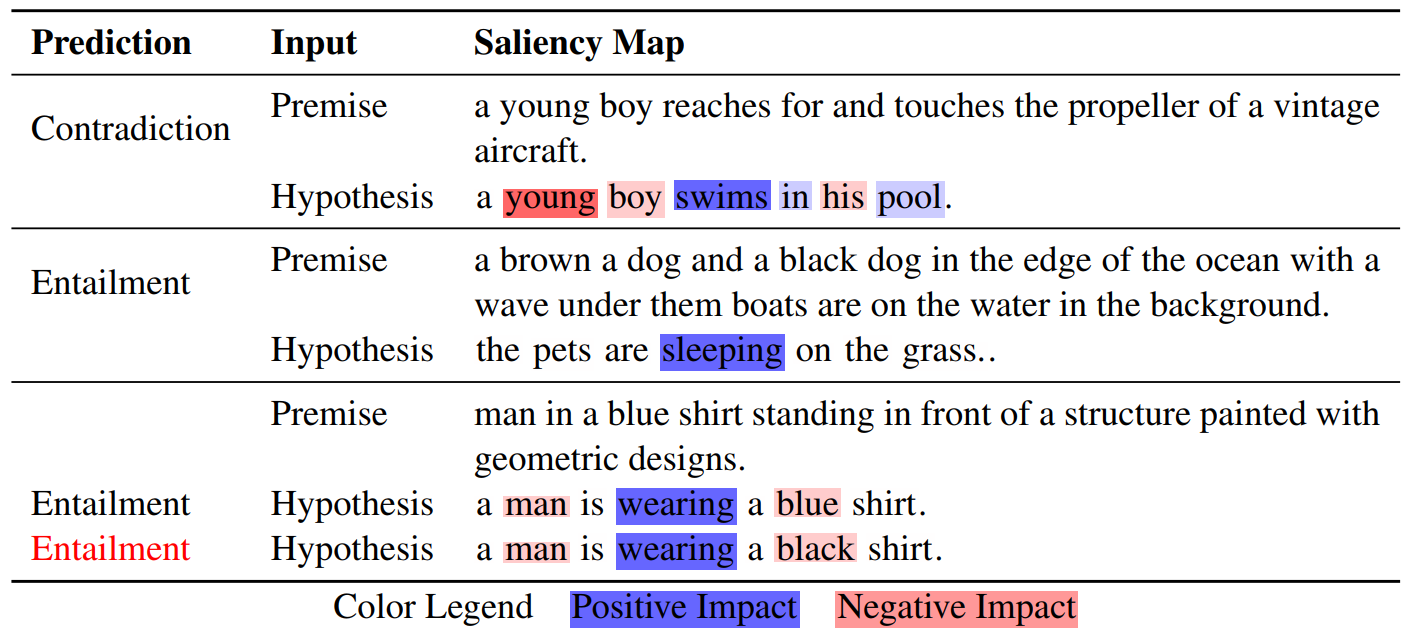 Prediction Input Saliency Map
Contradiction Premise a young boy reaches for and touches the propeller of a vintage
aircraft.
Hypothesis a young boy swims in his pool.
Entailment Premise a brown a dog and a black dog in the edge of the ocean with a
wave under them boats are on the water in the background.
Hypothesis the pets are sleeping on the grass..
Premise man in a blue shirt standing in front of a structure painted with
geometric designs.
Entailment Hypothesis a man is wearing a blue shirt.
Entailment Hypothesis a man is wearing a black shirt.
Color Legend Positive Impact Negative Impact